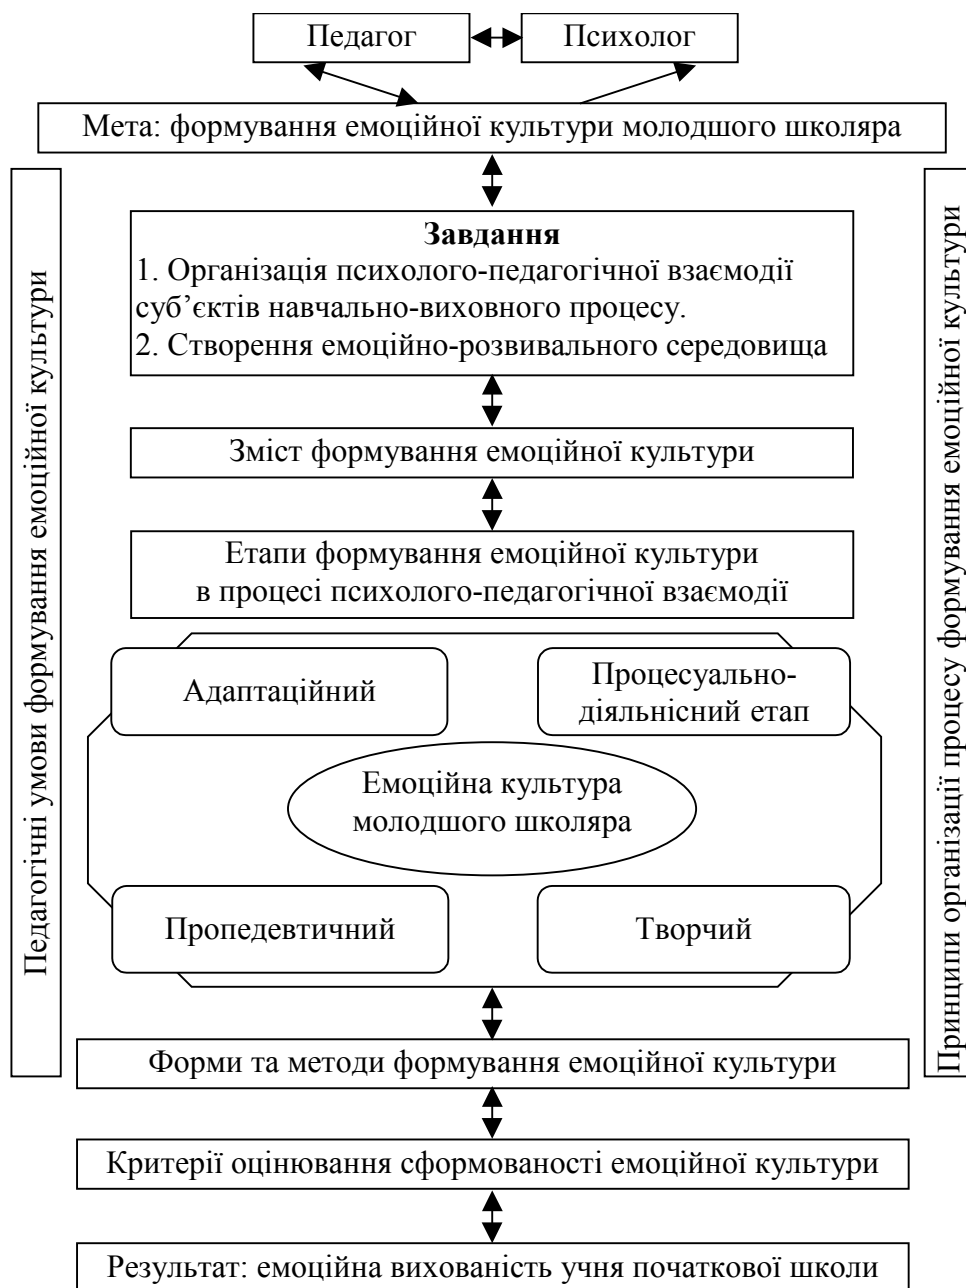 Педагог
Психолог
Мета: формування емоційної культури молодшого школяра
Педагогічні умови формування емоційної культури
Завдання
1. Організація психолого-педагогічної взаємодії
суб’єктів навчально-виховного процесу.
2. Створення емоційно-розвивального середовища
Зміст формування емоційної культури
Етапи формування емоційної культури
в процесі психолого-педагогічної взаємодії
Адаптаційний
Процесуально-
діяльнісний етап
Емоційна культура
молодшого школяра
Пропедевтичний
Творчий
Принципи організації процесу формування емоційної культури
Форми та методи формування емоційної культури
Критерії оцінювання сформованості емоційної культури
Результат: емоційна вихованість учня початкової школи